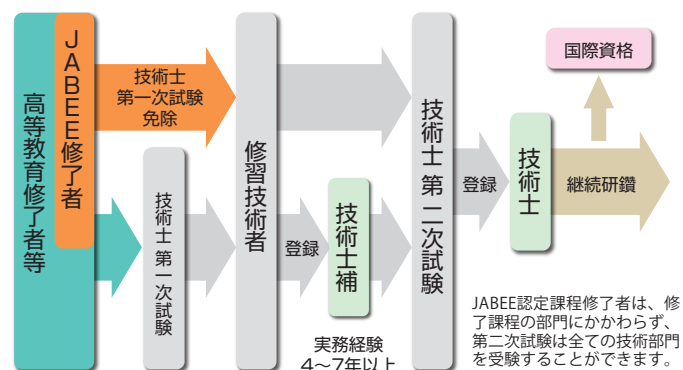 高等教育修了者等
JABEE修了者
技術士
第一次試験
免除
技術士 第一次試験
修習技術者
登録
技術士補
実務経験
4～7年以上
技術士 第二次試験
登録
技術士
継続研鑽
国際資格
JABEE認定課程修了者は、修
了課程の部門にかかわらず、
第二次試験は全ての技術部門
を受験することができます。